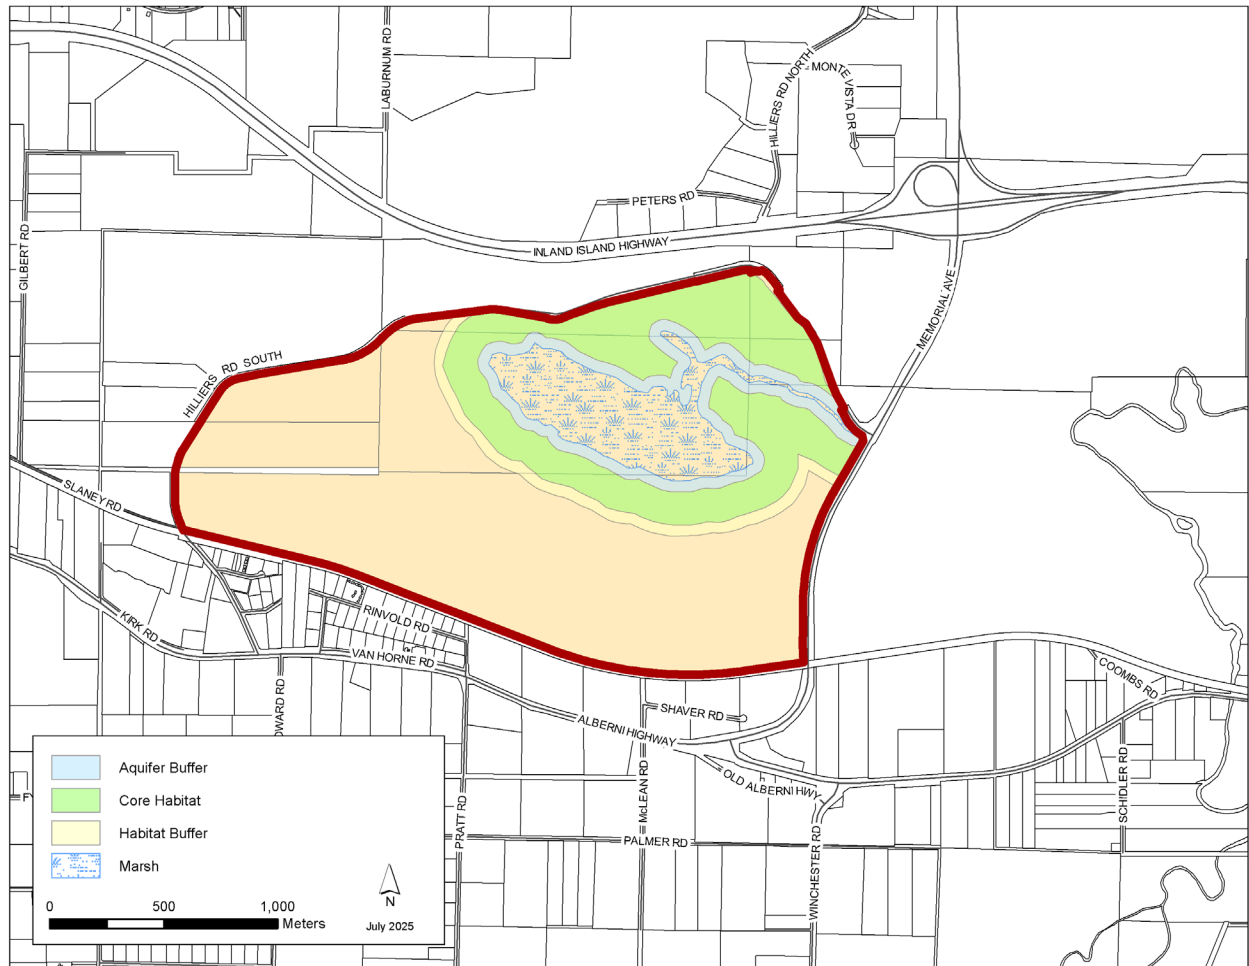 LABURNUM RD
HILLIERS RD NORTH
MONTE VISTA DR
PETERS RD
GILBERT RD
INLAND ISLAND HIGHWAY
MEMORIAL AVE
HILLIERS RD SOUTH
SLANEY RD
KIRK RD
RINVOLD RD
VAN HORNE RD
COOMBS RD
OWARD RD
SHAVER RD
ALBERNI HIGHWAY
OLD ALBERNI HWY
McLEAN RD
SCHIDLER RD
PRATT RD
PALMER RD
WINCHESTER RD
Aquifer Buffer
Core Habitat
Habitat Buffer
Marsh
0 500 1,000
Meters
N
July 2025